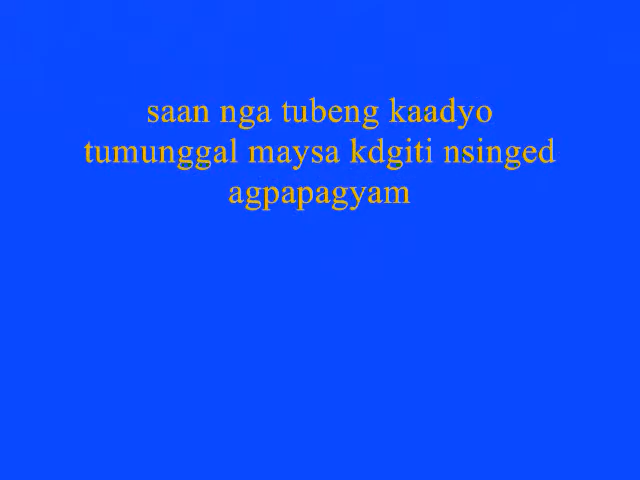 saan nga tubeng kaadyo
tumunggal maysa kdgiti nsinged
agpapagyam